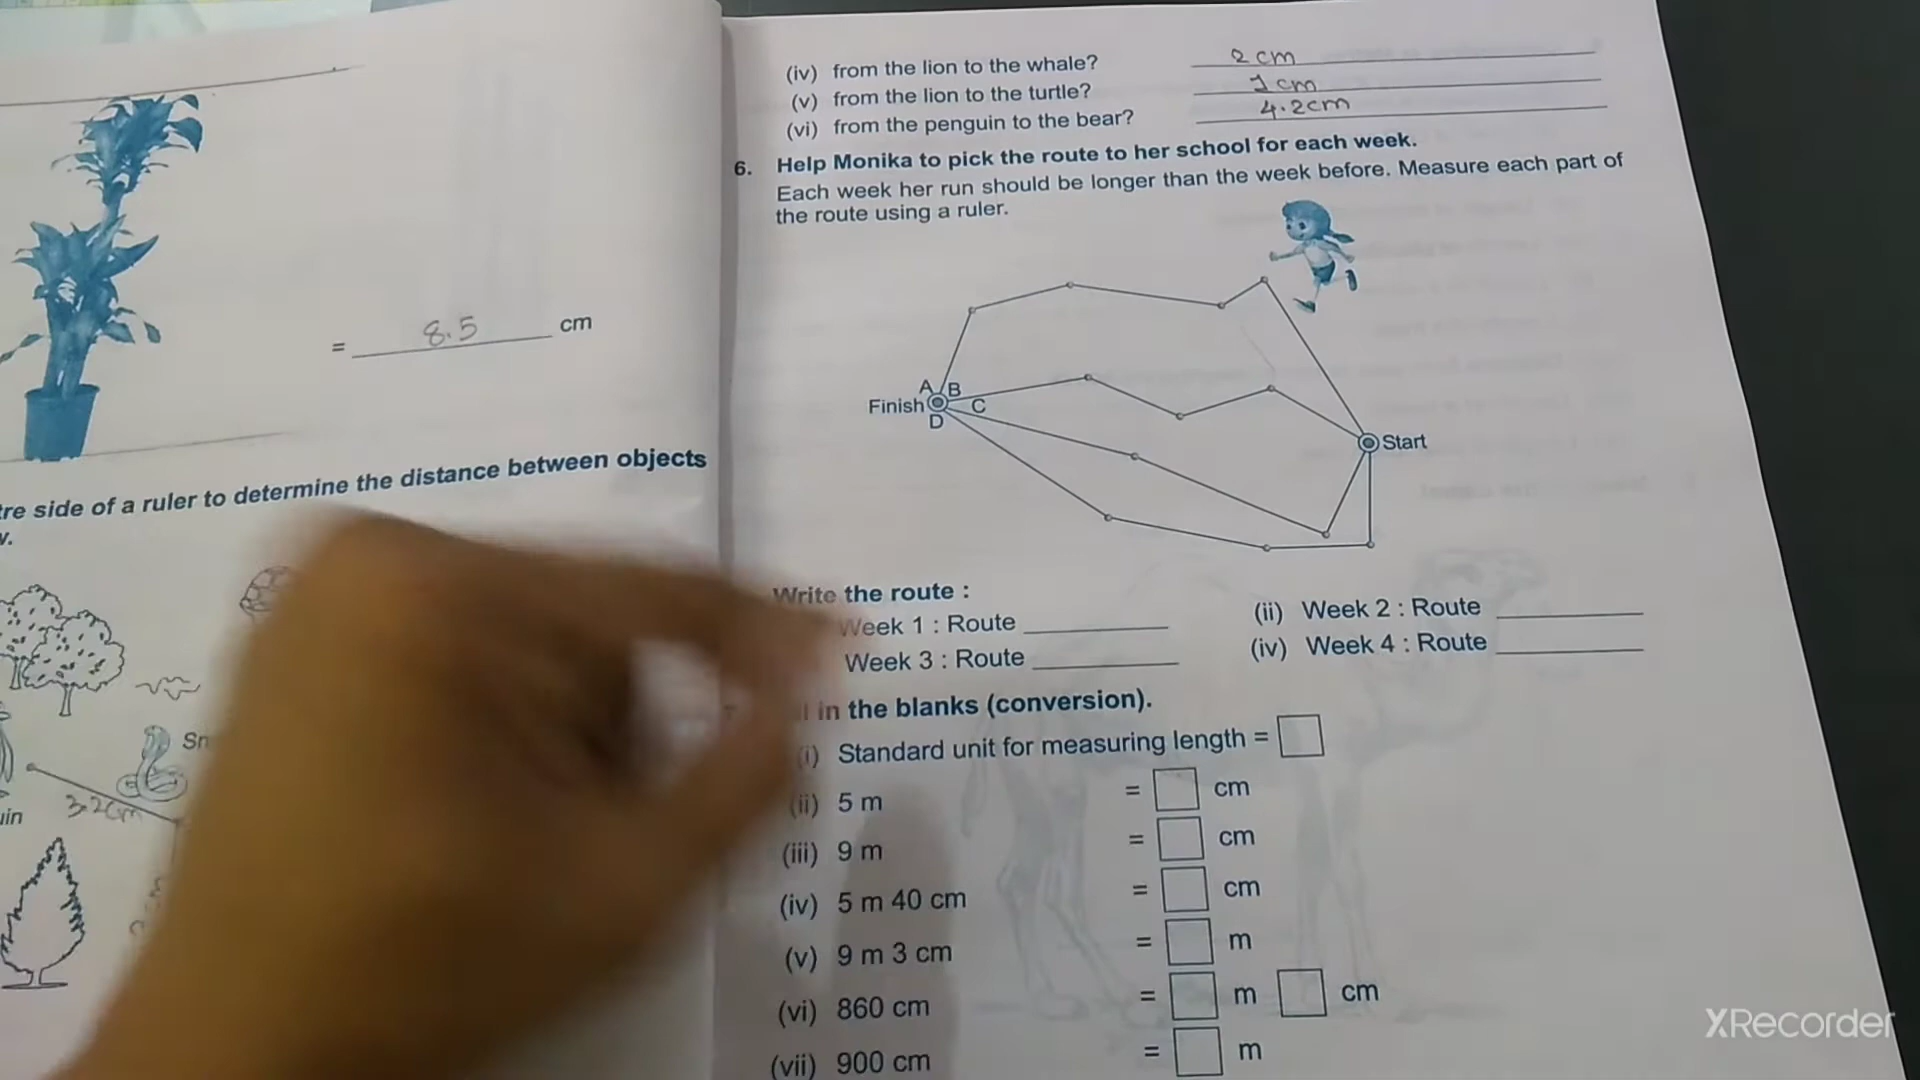 = 8.5 cm
tre side of a ruler to determine the distance between objects
Sn
3.2cm
(iv) from the lion to the whale? 2 cm
(v) from the lion to the turtle? 1 cm
(vi) from the penguin to the bear? 4.2cm
6. Help Monika to pick the route to her school for each week.
Each week her run should be longer than the week before. Measure each part of
the route using a ruler.
A B
Finish C
D
Start
Write the route :
Week 1 : Route (ii) Week 2 : Route
Week 3 : Route (iv) Week 4 : Route
in the blanks (conversion).
(i) Standard unit for measuring length =
(ii) 5 m = cm
(iii) 9 m = cm
(iv) 5 m 40 cm = cm
(v) 9 m 3 cm = m
(vi) 860 cm = m cm
(vii) 900 cm = m
XRecorder